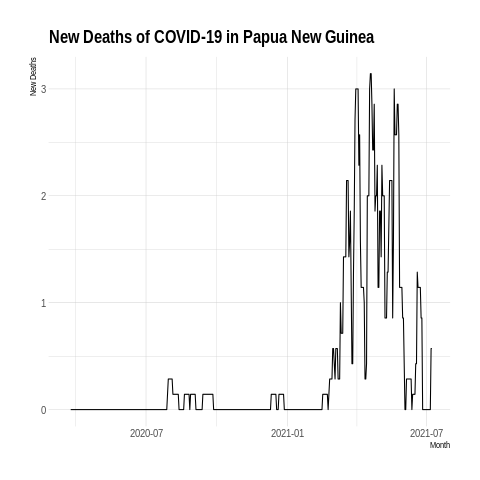 New Deaths of COVID-19 in Papua New Guinea
New Deaths
3
2
1
0
2020-07
2021-01
2021-07
Month